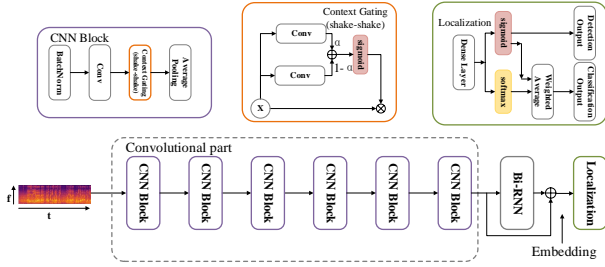 CNN Block
BatchNorm
Conv
Context Gating
(shake-shake)
Average
Pooling
Context Gating
(shake-shake)
Conv
α
sigmoid
Conv
1- α
X
Localization
Dense Layer
sigmoid
softmax
Weighted
Average
Detection
Output
Classification
Output
Convolutional part
f
t
CNN Block
CNN Block
CNN Block
CNN Block
CNN Block
CNN Block
Bi-RNN
Localization
Embedding